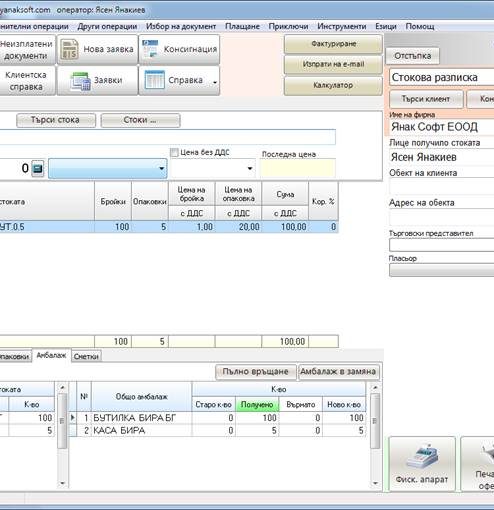 yanaksoft.com оператор: Ясен Янакиев
нителни операции Други операции Избор на документ Плащане Приключи Инструменти Езици Помощ
Неизплатени документи
Нова заявка
Консигнация
Фактуриране
Изпрати на e-mail
Калкулатор
Клиентска справка
Заявки
Справка
Отстъпка
Стокова разписка
Търси клиент
Кон
Име на фирма
Янак Софт ЕООД
Лице получило стоката
Ясен Янакиев
Обект на клиента
Адрес на обекта
Търговски представител
Пласьор
Търси стока
Стоки ...
Цена без ДДС
Последна цена
0
стоката Бройки Опаковки Цена на бройка Цена на опаковка Сума Кор. %
с ДДС с ДДС с ДДС
УТ.0.5 100 5 1,00 20,00 100,00 0
100 5 100,00
опаковки Амбалаж Сметки
Пълно връщане
Амбалаж в замяна
стоката
К-во
100
5
№ Общо амбалаж К-во
Старо к-во Получено Върнато Ново к-во
1 БУТИЛКА БИРА БГ 0 100 0 100
2 КАСА БИРА 0 5 0 5
Фиск. апарат
Печа
офе